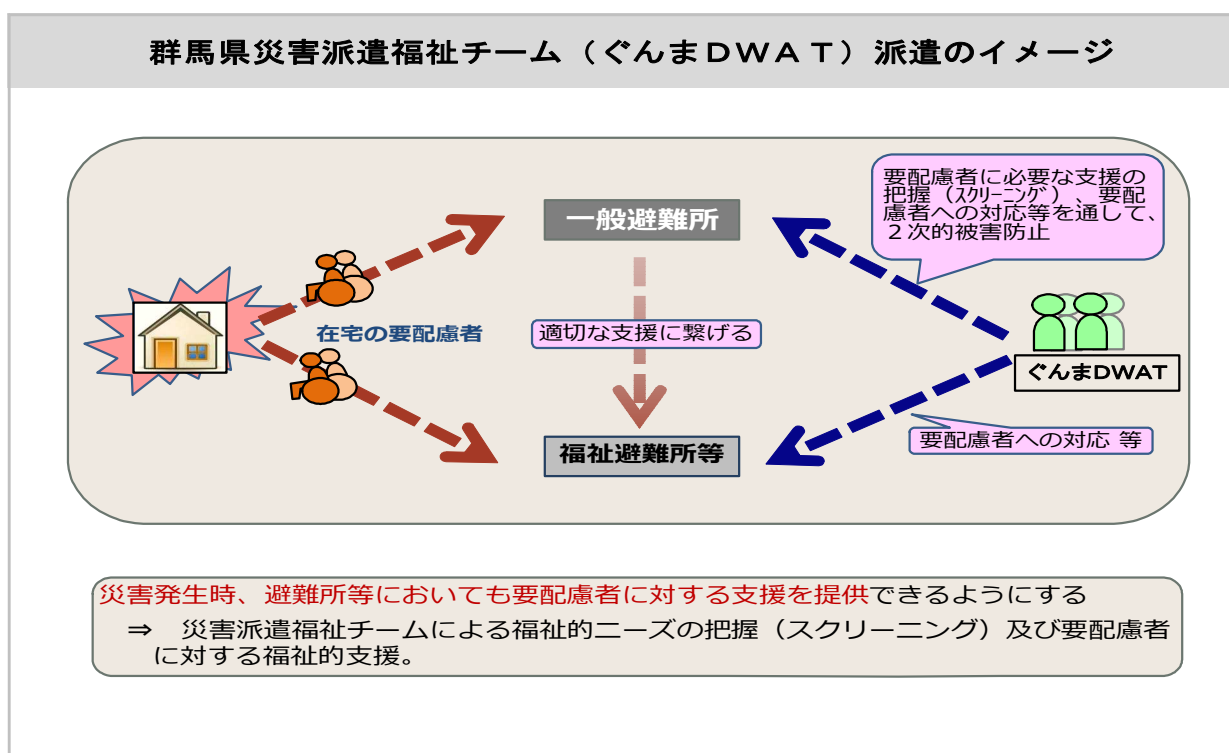 群馬県災害派遣福祉チーム（ぐんまＤＷＡＴ）派遣のイメージ
要配慮者に必要な支援の
把握（ｽｸﾘｰﾆﾝｸﾞ）、要配
慮者への対応等を通して、
２次的被害防止
一般避難所
在宅の要配慮者
適切な支援に繋げる
ぐんまDWAT
福祉避難所等
要配慮者への対応 等
災害発生時、避難所等においても要配慮者に対する支援を提供できるようにする
⇒　災害派遣福祉チームによる福祉的ニーズの把握（スクリーニング）及び要配慮者
に対する福祉的支援。